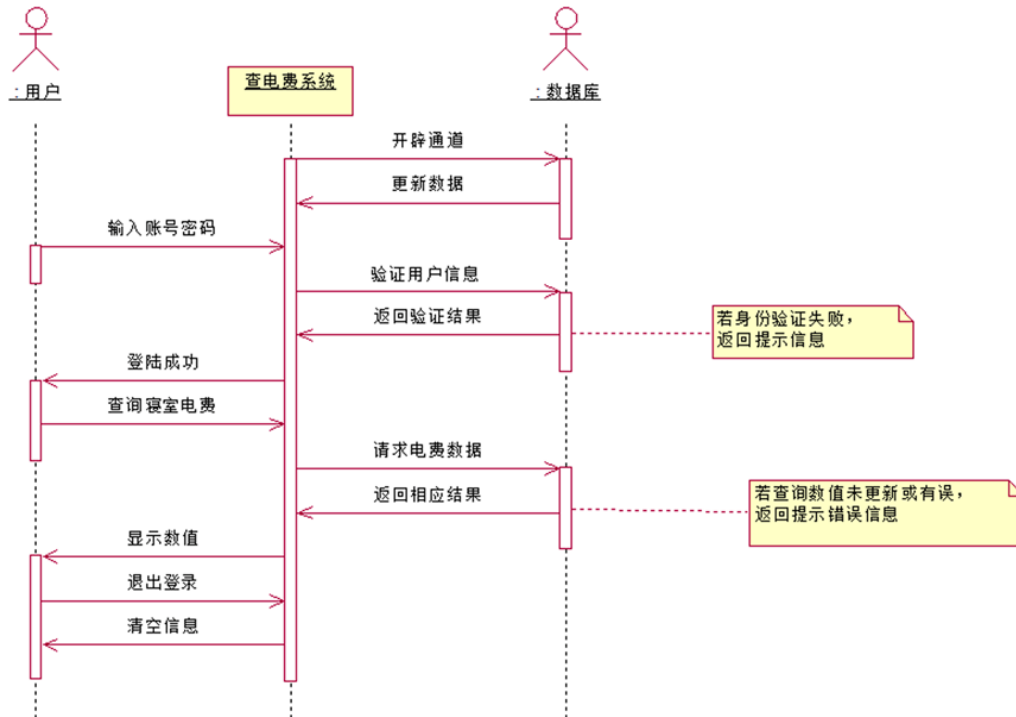 : 用户
查电费系统
: 数据库
开辟通道
更新数据
输入账号密码
验证用户信息
返回验证结果
若身份验证失败，
返回提示信息
登陆成功
查询寝室电费
请求电费数据
返回相应结果
若查询数值未更新或有误，
返回提示错误信息
显示数值
退出登录
清空信息